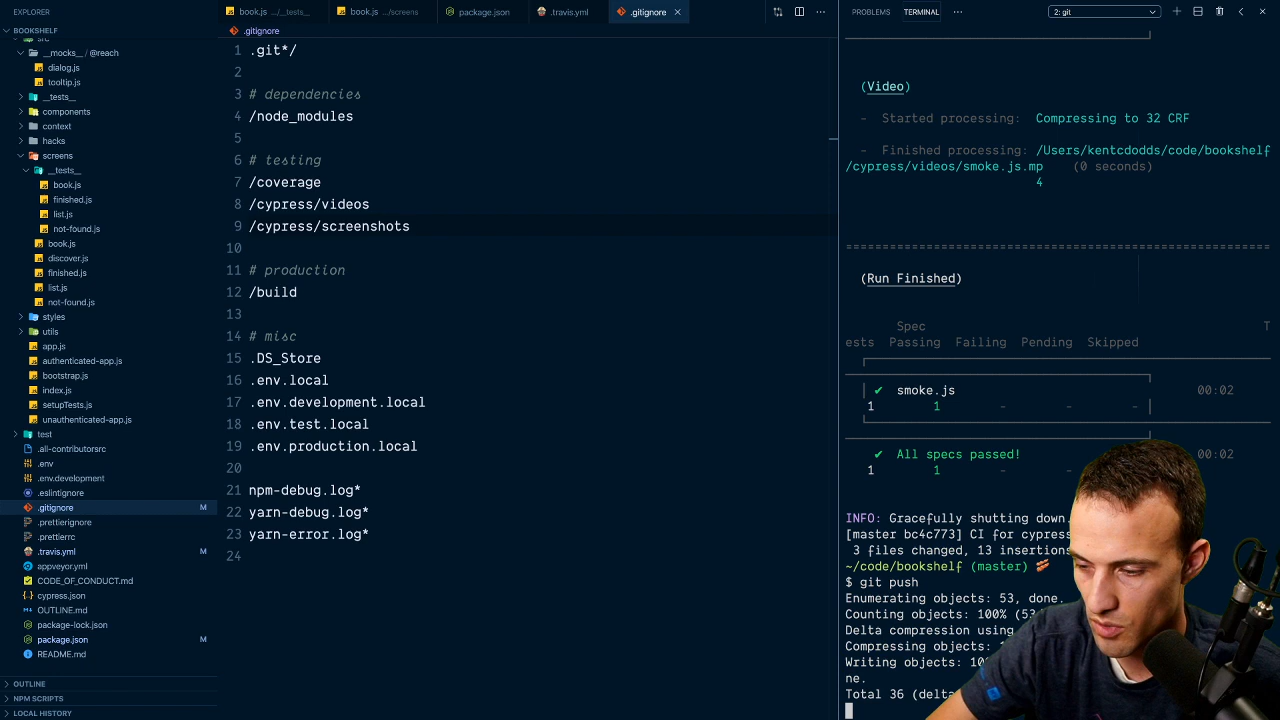 EXPLORER
BOOKSHELF
src
__mocks__ / @reach
dialog.js
tooltip.js
__tests__
components
context
hacks
screens
__tests__
book.js
finished.js
list.js
not-found.js
book.js
discover.js
finished.js
list.js
not-found.js
styles
utils
app.js
authenticated-app.js
bootstrap.js
index.js
setupTests.js
unauthenticated-app.js
test
.all-contributorsrc
.env
.env.development
.eslintignore
.gitignore M
.prettierignore
.prettierrc
.travis.yml M
appveyor.yml
CODE_OF_CONDUCT.md
cypress.json
OUTLINE.md
package-lock.json
package.json M
README.md
OUTLINE
NPM SCRIPTS
LOCAL HISTORY
book.js .../__tests__ book.js .../screens package.json .travis.yml .gitignore
.gitignore
1 .git*/
2
3 # dependencies
4 /node_modules
5
6 # testing
7 /coverage
8 /cypress/videos
9 /cypress/screenshots
10
11 # production
12 /build
13
14 # misc
15 .DS_Store
16 .env.local
17 .env.development.local
18 .env.test.local
19 .env.production.local
20
21 npm-debug.log*
22 yarn-debug.log*
23 yarn-error.log*
24
PROBLEMS TERMINAL ... 2: git
(Video)
- Started processing: Compressing to 32 CRF
- Finished processing: /Users/kentcdodds/code/bookshelf
/cypress/videos/smoke.js.mp (0 seconds)
4
================================================
(Run Finished)
Spec T
ests Passing Failing Pending Skipped
✔ smoke.js 00:02
1 1 - - -
✔ All specs passed! 00:02
1 1 -
INFO: Gracefully shutting down.
[master bc4c773] CI for cypress
3 files changed, 13 insertions
~/code/bookshelf (master) 🥓
$ git push
Enumerating objects: 53, done.
Counting objects: 100% (53
Delta compression using
Compressing objects:
Writing objects: 10
ne.
Total 36 (delta